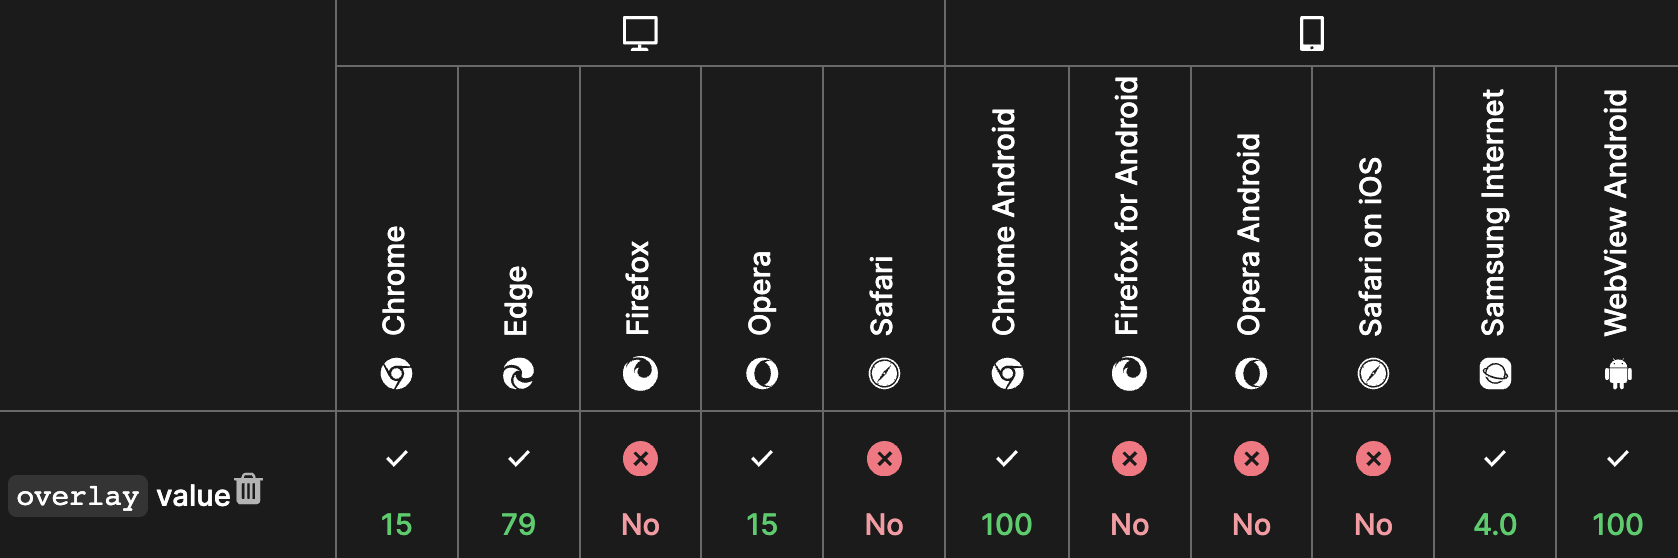 Chrome
Edge
Firefox
Opera
Safari
Chrome Android
Firefox for Android
Opera Android
Safari on iOS
Samsung Internet
WebView Android
overlay value
15
79
No
15
No
100
No
No
No
4.0
100